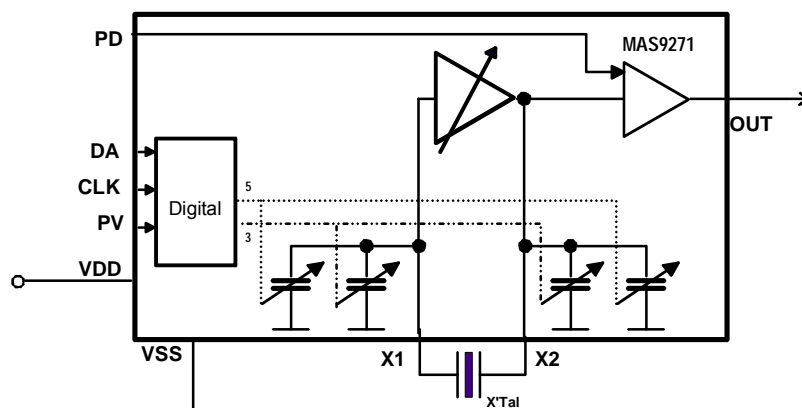 PD
MAS9271
OUT
DA
CLK
PV
Digital
5
3
VDD
VSS
X1
X2
X'Tal